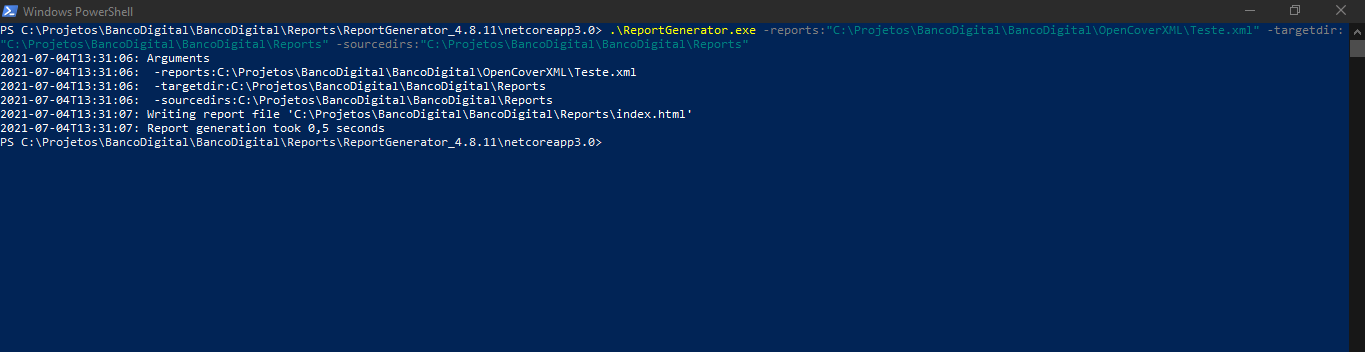 Windows PowerShell
PS C:\Projetos\BancoDigital\BancoDigital\Reports\ReportGenerator_4.8.11\netcoreapp3.0> .\ReportGenerator.exe -reports:"C:\Projetos\BancoDigital\BancoDigital\OpenCoverXML\Teste.xml" -targetdir:
"C:\Projetos\BancoDigital\BancoDigital\Reports" -sourcedirs:"C:\Projetos\BancoDigital\BancoDigital\Reports"
2021-07-04T13:31:06: Arguments
2021-07-04T13:31:06:  -reports:C:\Projetos\BancoDigital\BancoDigital\OpenCoverXML\Teste.xml
2021-07-04T13:31:06:  -targetdir:C:\Projetos\BancoDigital\BancoDigital\Reports
2021-07-04T13:31:06:  -sourcedirs:C:\Projetos\BancoDigital\BancoDigital\Reports
2021-07-04T13:31:07: Writing report file 'C:\Projetos\BancoDigital\BancoDigital\Reports\index.html'
2021-07-04T13:31:07: Report generation took 0,5 seconds
PS C:\Projetos\BancoDigital\BancoDigital\Reports\ReportGenerator_4.8.11\netcoreapp3.0>